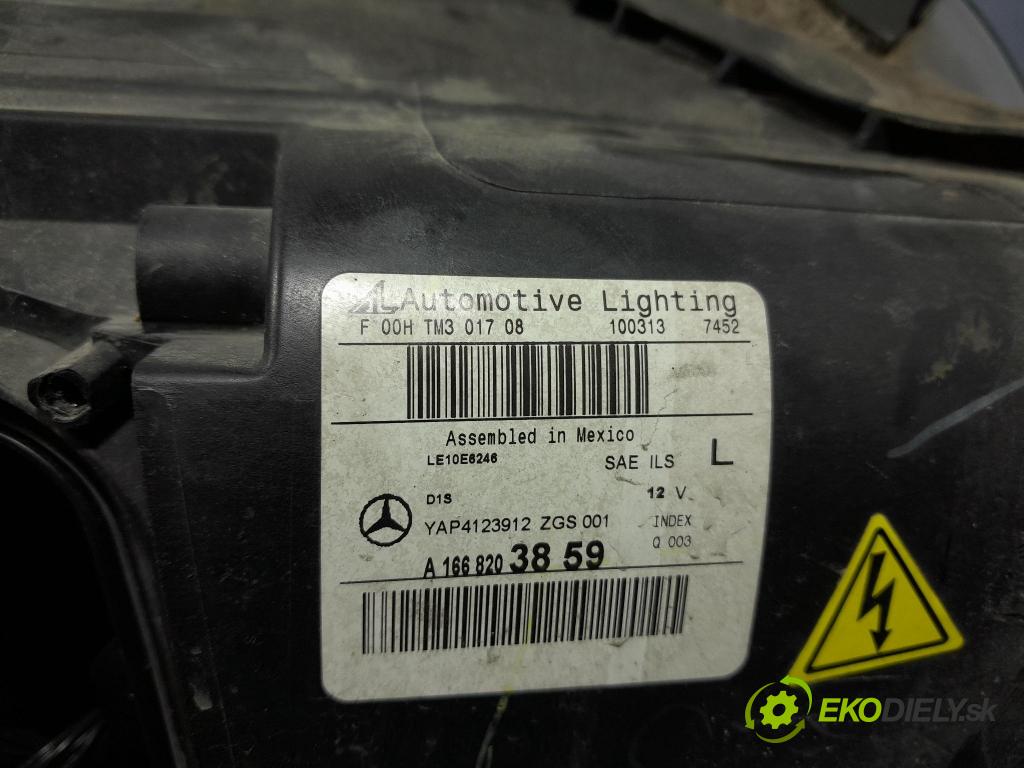 AL Automotive Lighting
F 00H TM3 017 08 100313 7452
Assembled in Mexico
LE10E6246 SAE ILS L
D1S 12 V
YAP4123912 ZGS 001 INDEX
Q 003
A 166 820 38 59
EKODIELY.sk